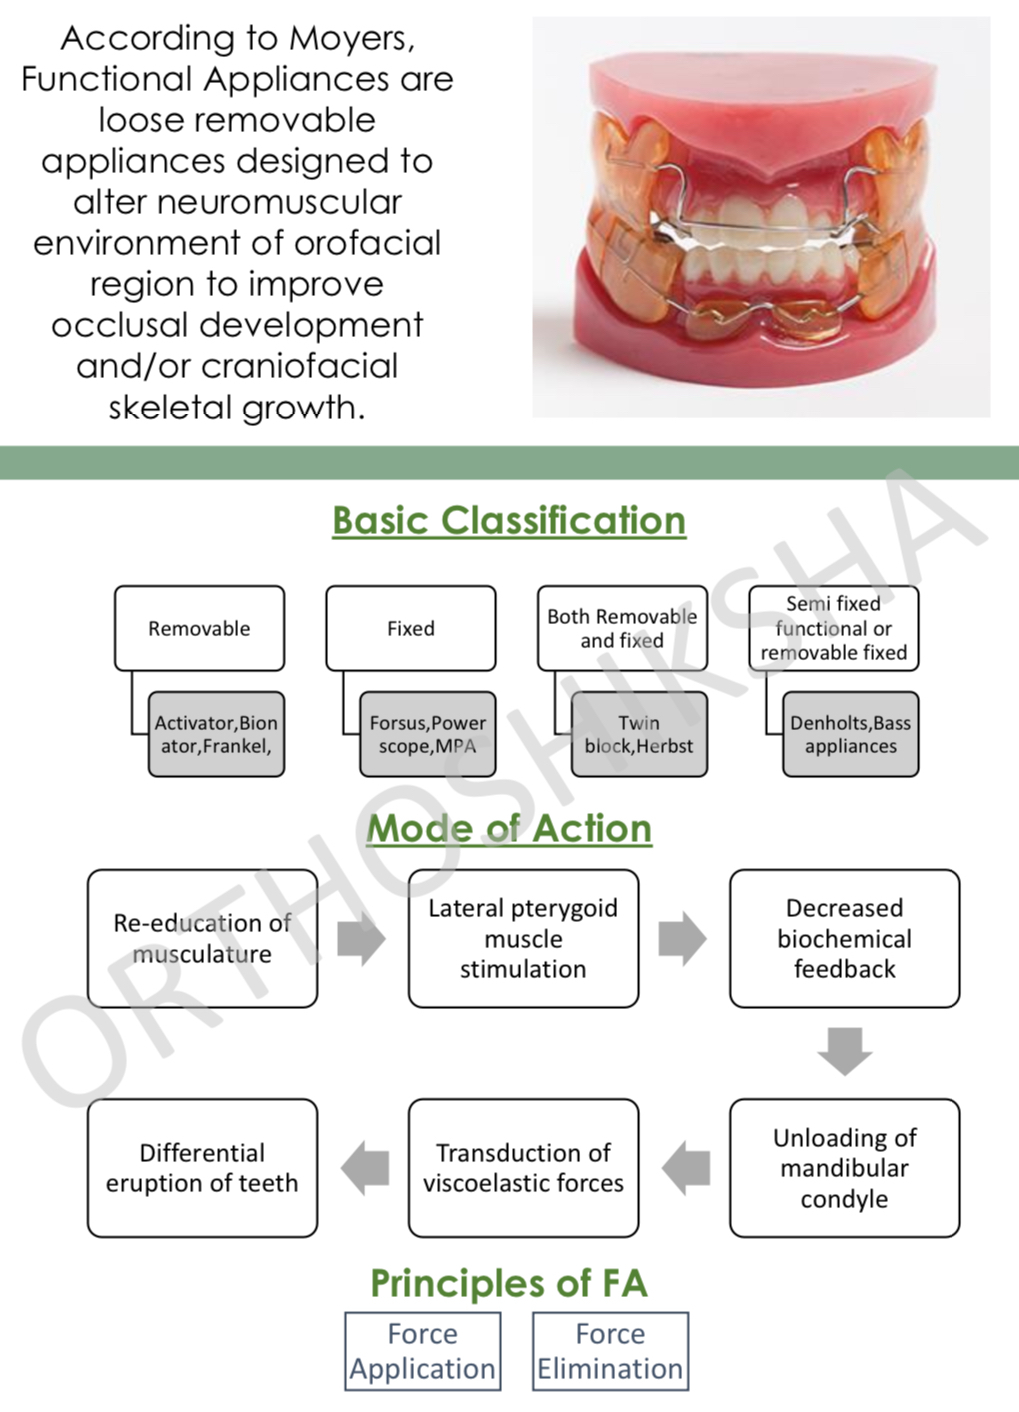 According to Moyers,
Functional Appliances are
loose removable
appliances designed to
alter neuromuscular
environment of orofacial
region to improve
occlusal development
and/or craniofacial
skeletal growth.
Basic Classification
Removable
Fixed
Both Removable
and fixed
Semi fixed
functional or
removable fixed
Activator,Bion
ator,Frankel,
Forsus,Power
scope,MPA
Twin
block,Herbst
Denholts,Bass
appliances
Mode of Action
Re-education of
musculature
Lateral pterygoid
muscle
stimulation
Decreased
biochemical
feedback
Unloading of
mandibular
condyle
Transduction of
viscoelastic forces
Differential
eruption of teeth
Principles of FA
Force
Application
Force
Elimination
ORTHOSHIKSHA